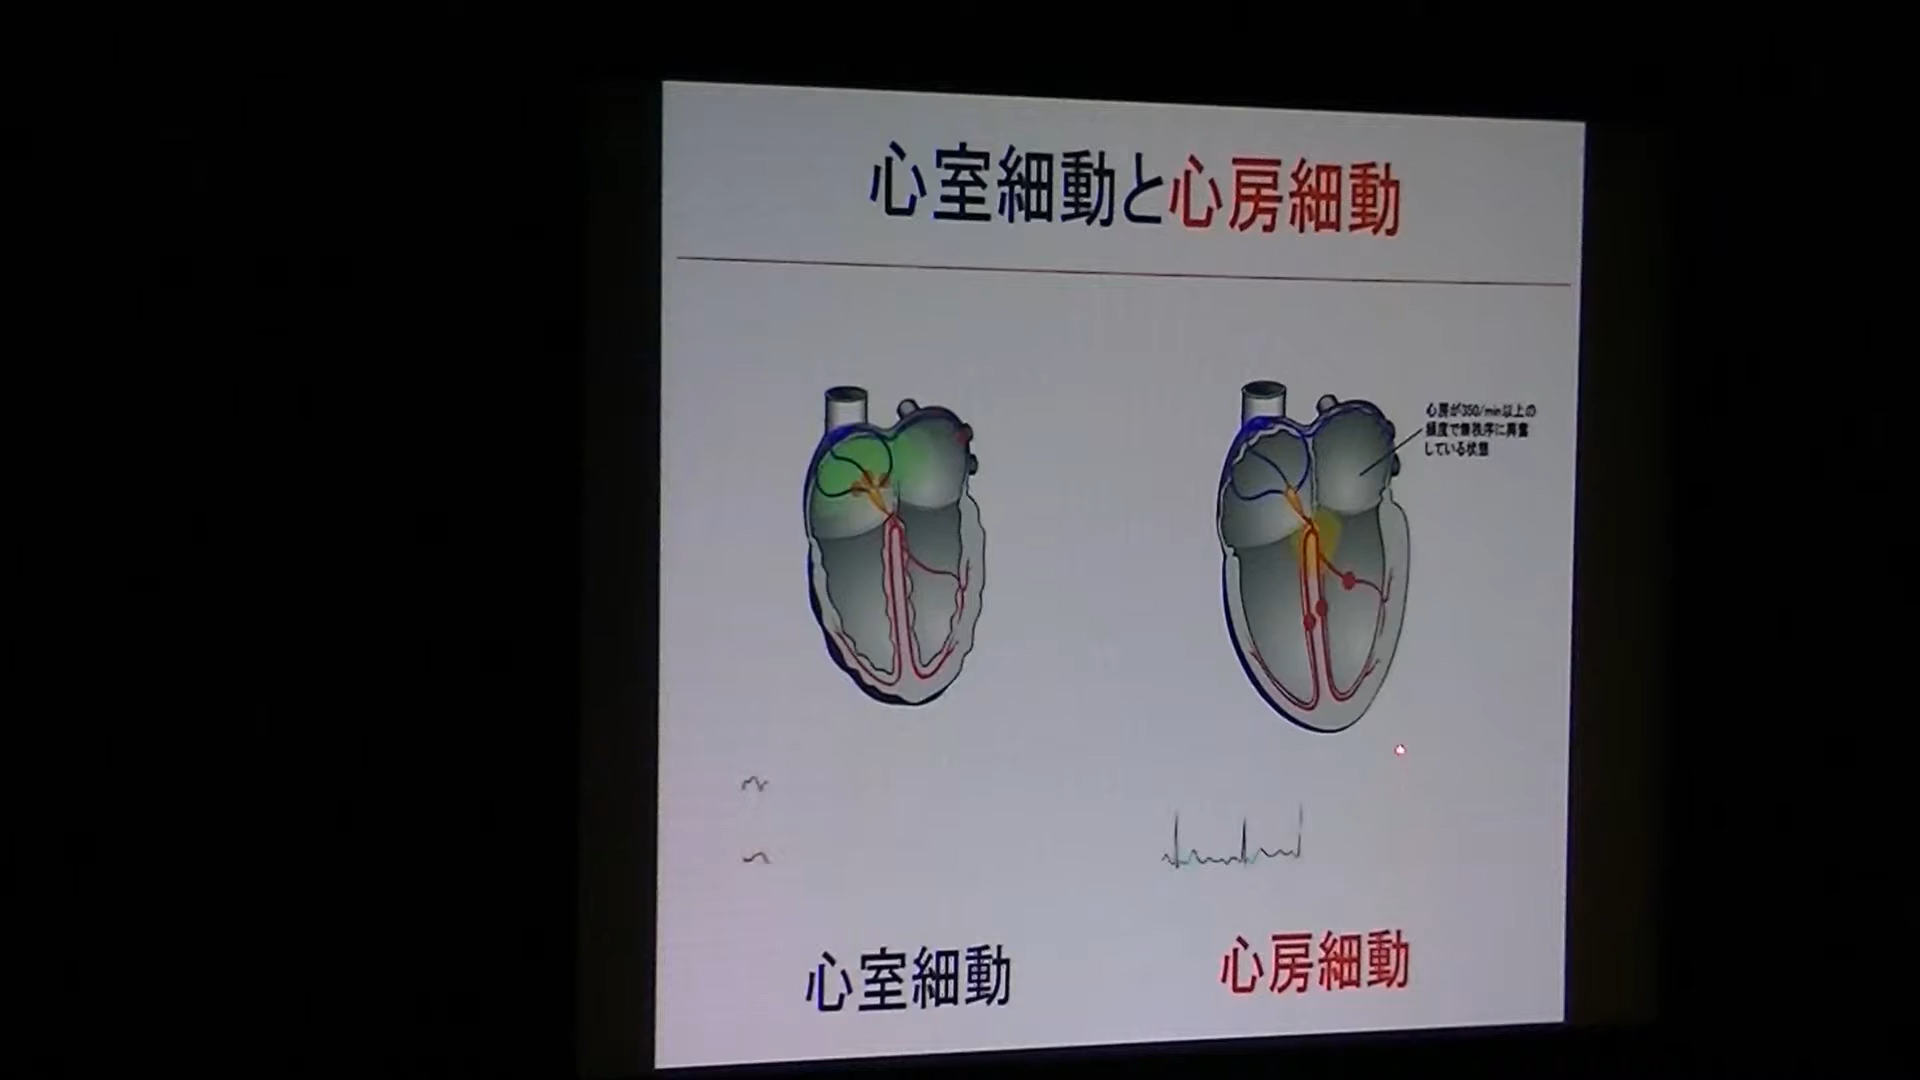 心室細動と心房細動
心房が350/min以上の
頻度で無秩序に興奮
している状態
心室細動
心房細動